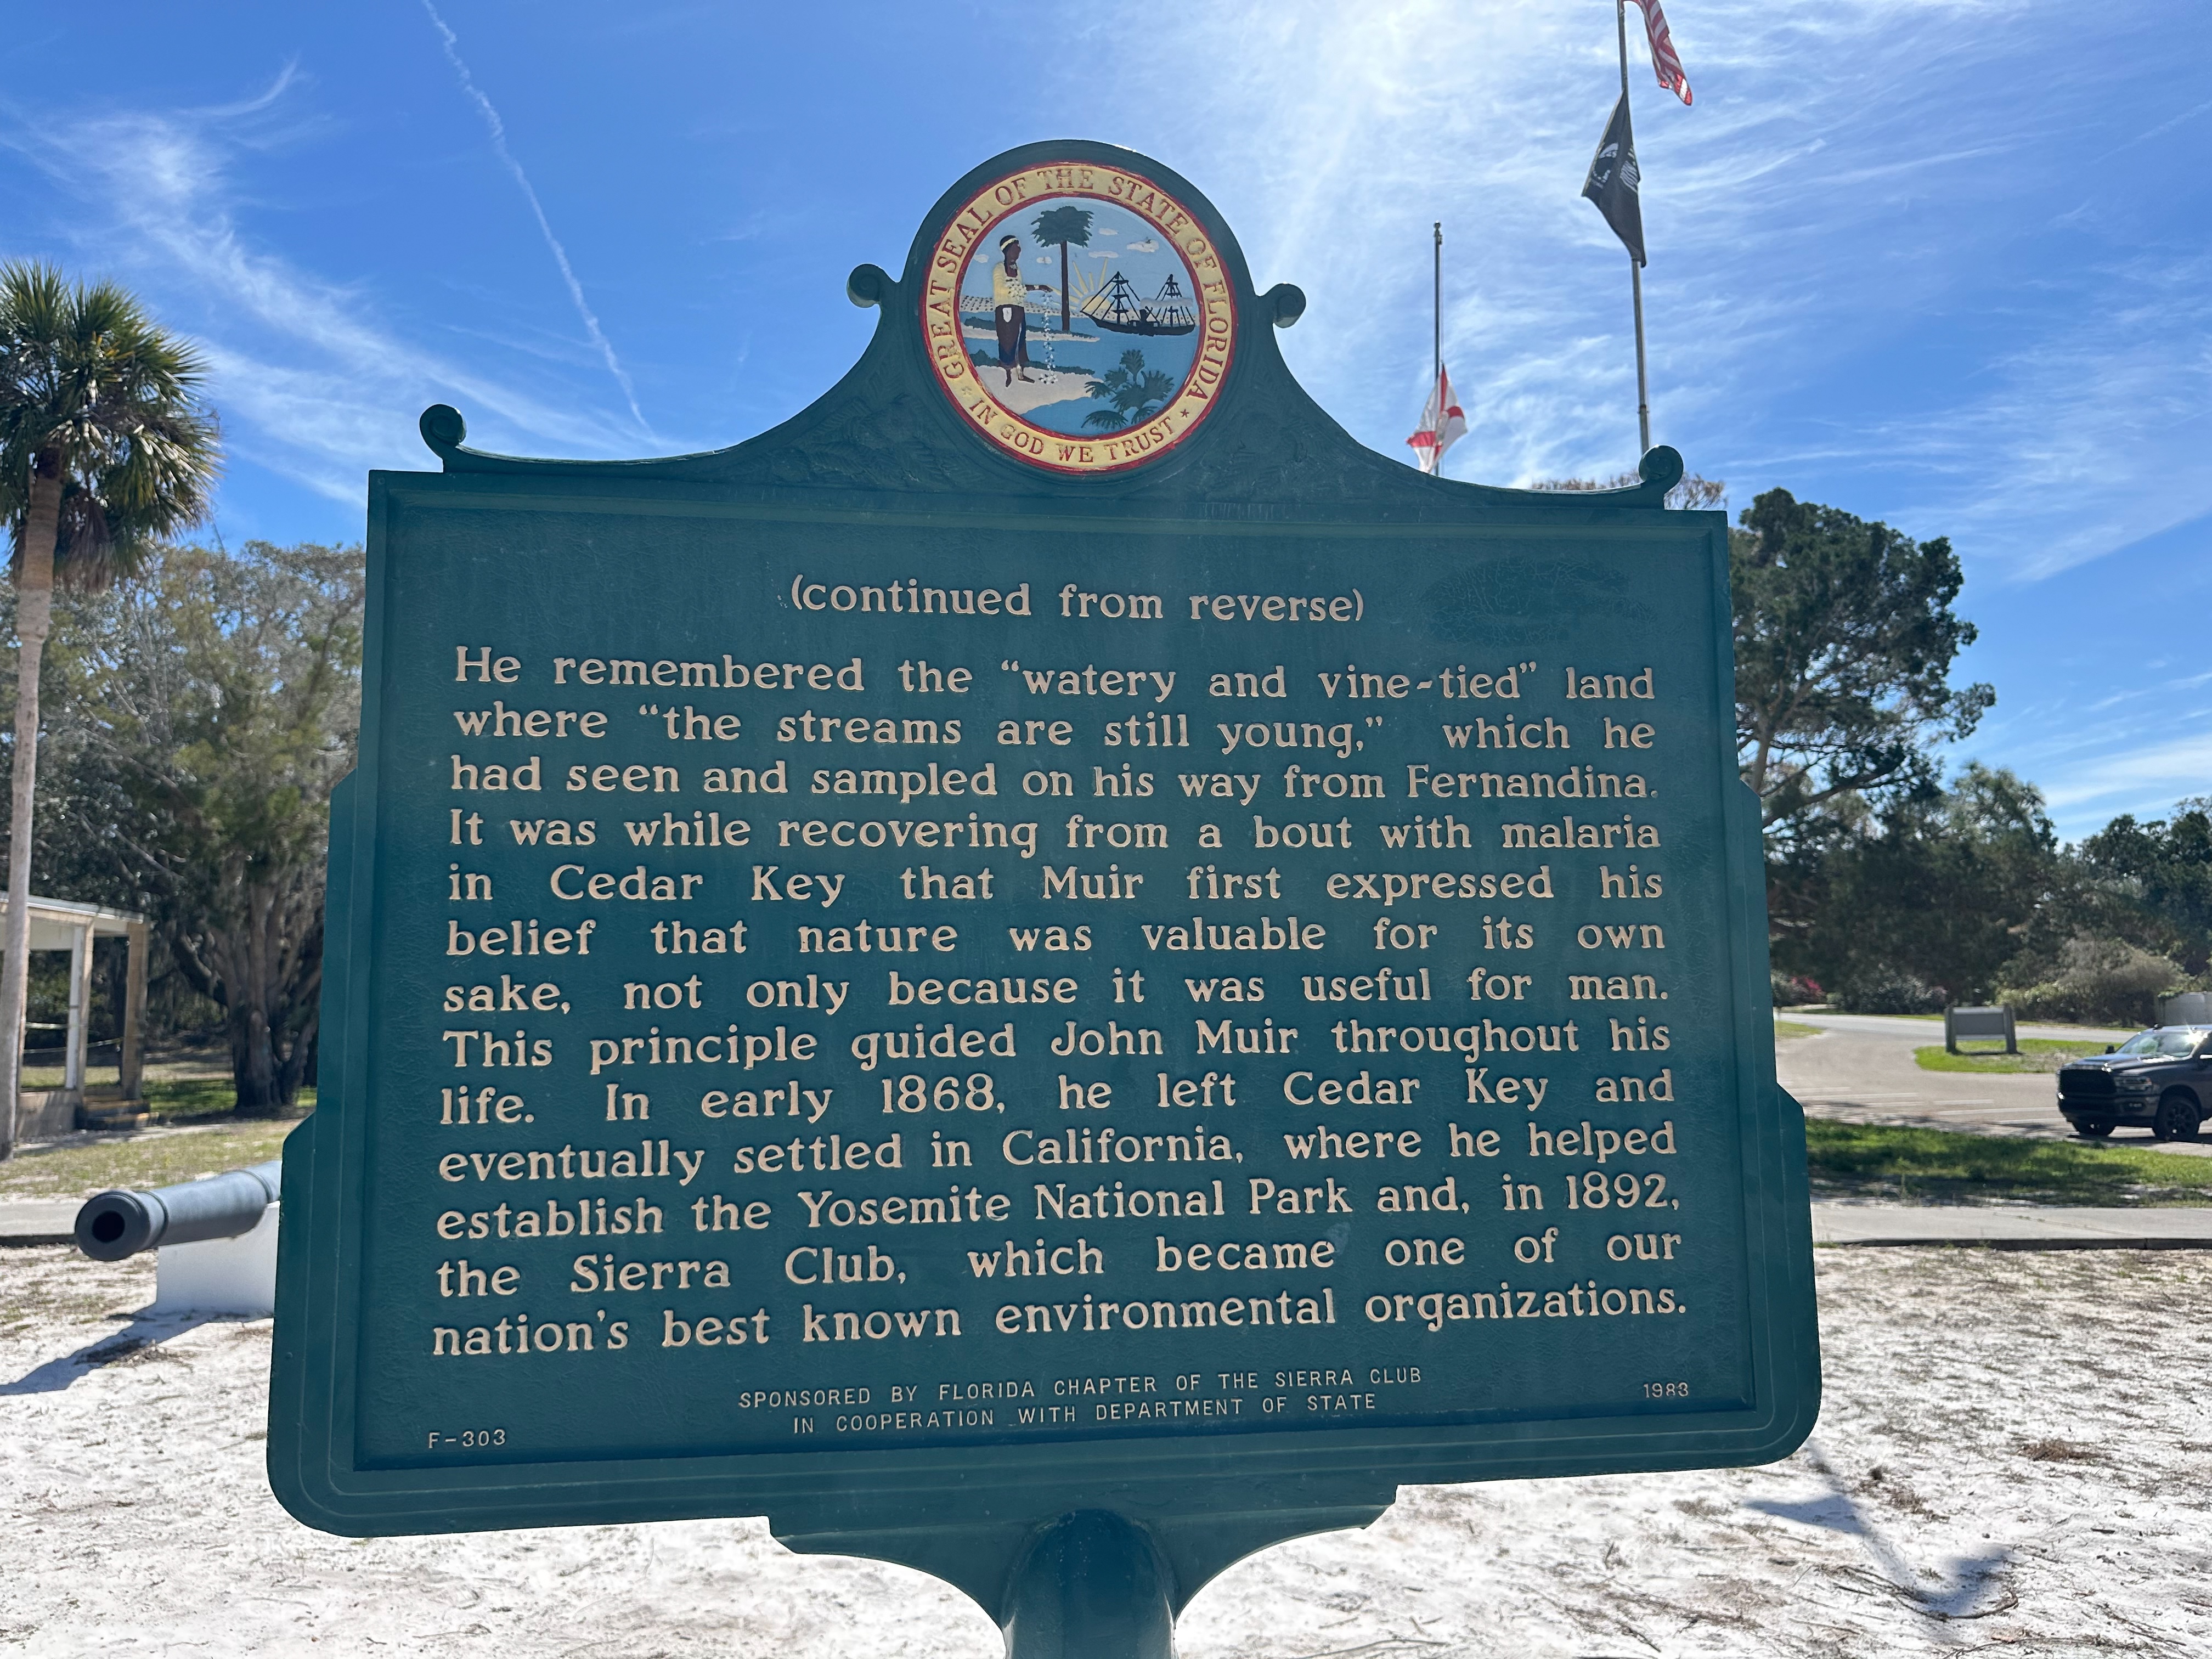 GREAT SEAL OF THE STATE OF FLORIDA
IN GOD WE TRUST
(continued from reverse)
He remembered the “watery and vine-tied” land
where “the streams are still young,” which he
had seen and sampled on his way from Fernandina.
It was while recovering from a bout with malaria
in Cedar Key that Muir first expressed his
belief that nature was valuable for its own
sake, not only because it was useful for man.
This principle guided John Muir throughout his
life. In early 1868, he left Cedar Key and
eventually settled in California, where he helped
establish the Yosemite National Park and, in 1892,
the Sierra Club, which became one of our
nation's best known environmental organizations.
SPONSORED BY FLORIDA CHAPTER OF THE SIERRA CLUB
IN COOPERATION WITH DEPARTMENT OF STATE
F-303
1983